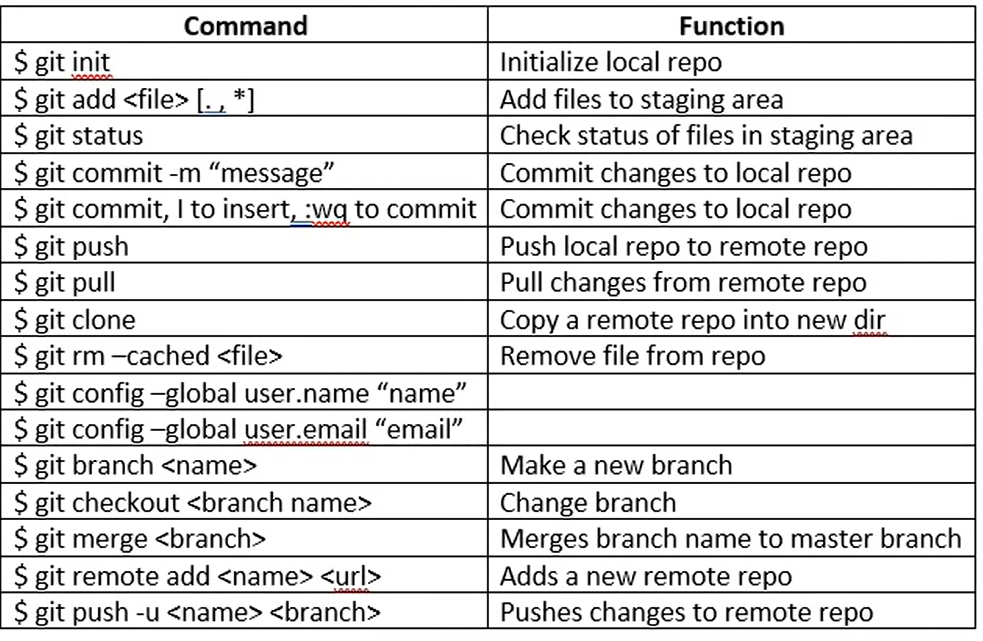 Command Function
$ git init Initialize local repo
$ git add <file> [. , *] Add files to staging area
$ git status Check status of files in staging area
$ git commit -m “message” Commit changes to local repo
$ git commit, I to insert, :wq to commit Commit changes to local repo
$ git push Push local repo to remote repo
$ git pull Pull changes from remote repo
$ git clone Copy a remote repo into new dir
$ git rm –cached <file> Remove file from repo
$ git config –global user.name “name”
$ git config –global user.email “email”
$ git branch <name> Make a new branch
$ git checkout <branch name> Change branch
$ git merge <branch> Merges branch name to master branch
$ git remote add <name> <url> Adds a new remote repo
$ git push -u <name> <branch> Pushes changes to remote repo